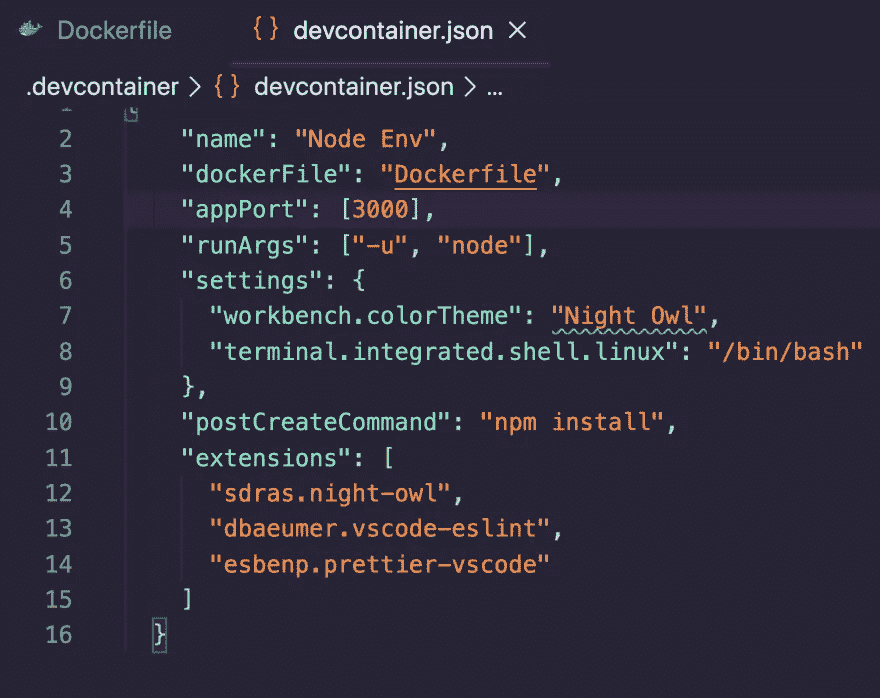 Dockerfile {} devcontainer.json ×
.devcontainer > {} devcontainer.json > ...
2 "name": "Node Env",
3 "dockerFile": "Dockerfile",
4 "appPort": [3000],
5 "runArgs": ["-u", "node"],
6 "settings": {
7 "workbench.colorTheme": "Night Owl",
8 "terminal.integrated.shell.linux": "/bin/bash"
9 },
10 "postCreateCommand": "npm install",
11 "extensions": [
12 "sdras.night-owl",
13 "dbaeumer.vscode-eslint",
14 "esbenp.prettier-vscode"
15 ]
16 }